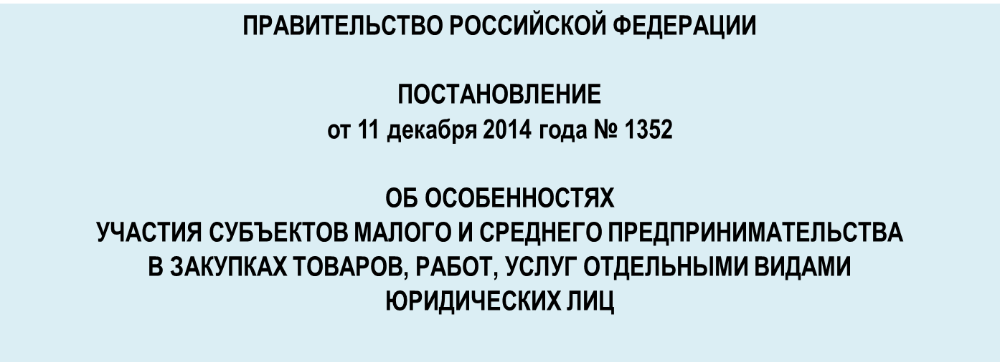 ПРАВИТЕЛЬСТВО РОССИЙСКОЙ ФЕДЕРАЦИИ
ПОСТАНОВЛЕНИЕ
от 11 декабря 2014 года № 1352
ОБ ОСОБЕННОСТЯХ
УЧАСТИЯ СУБЪЕКТОВ МАЛОГО И СРЕДНЕГО ПРЕДПРИНИМАТЕЛЬСТВА
В ЗАКУПКАХ ТОВАРОВ, РАБОТ, УСЛУГ ОТДЕЛЬНЫМИ ВИДАМИ
ЮРИДИЧЕСКИХ ЛИЦ